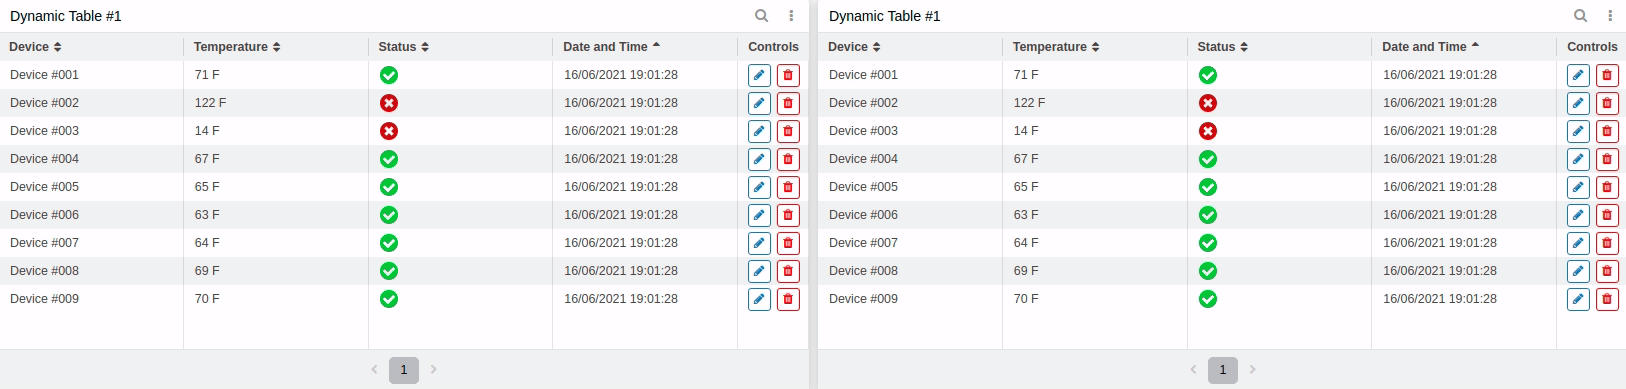 Dynamic Table #1
Device Temperature Status Date and Time Controls
Device #001 71 F 16/06/2021 19:01:28
Device #002 122 F 16/06/2021 19:01:28
Device #003 14 F 16/06/2021 19:01:28
Device #004 67 F 16/06/2021 19:01:28
Device #005 65 F 16/06/2021 19:01:28
Device #006 63 F 16/06/2021 19:01:28
Device #007 64 F 16/06/2021 19:01:28
Device #008 69 F 16/06/2021 19:01:28
Device #009 70 F 16/06/2021 19:01:28
1
Dynamic Table #1
Device Temperature Status Date and Time Controls
Device #001 71 F 16/06/2021 19:01:28
Device #002 122 F 16/06/2021 19:01:28
Device #003 14 F 16/06/2021 19:01:28
Device #004 67 F 16/06/2021 19:01:28
Device #005 65 F 16/06/2021 19:01:28
Device #006 63 F 16/06/2021 19:01:28
Device #007 64 F 16/06/2021 19:01:28
Device #008 69 F 16/06/2021 19:01:28
Device #009 70 F 16/06/2021 19:01:28
1